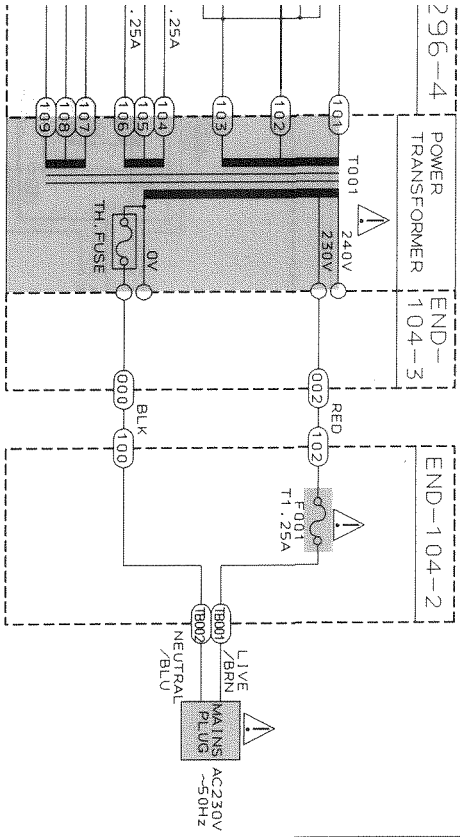 296-4
.25A
.25A
109
108
107
106
105
104
103
102
101
POWER
TRANSFORMER
T001
240V
230V
0V
TH.FUSE
END-
104-3
000
002
BLK
RED
100
102
END-104-2
F001
T1.25A
TB001
TB002
LIVE
/BRN
NEUTRAL
/BLU
MAINS
PLUG
AC230V
~50Hz